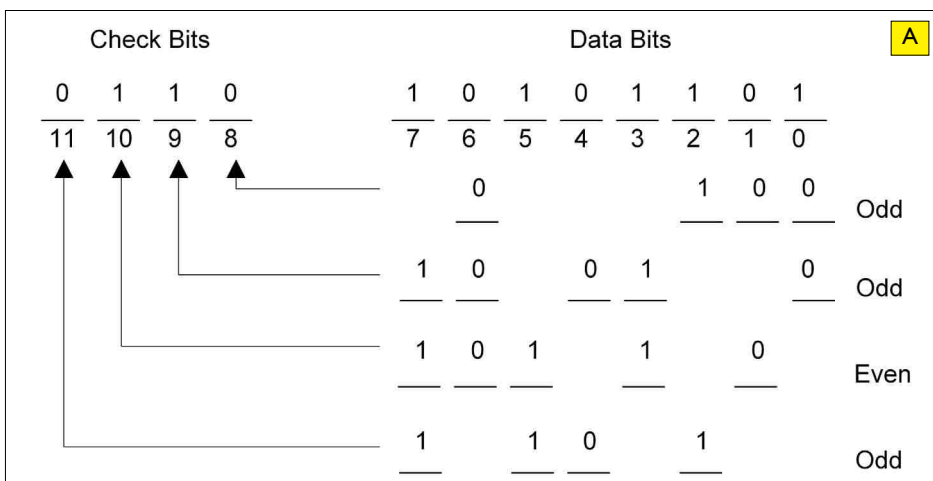 Check Bits Data Bits A
0 1 1 0 1 0 1 0 1 1 0 1
11 10 9 8 7 6 5 4 3 2 1 0
0 1 0 0 Odd
1 0 0 1 0 Odd
1 0 1 1 0 Even
1 1 0 1 Odd